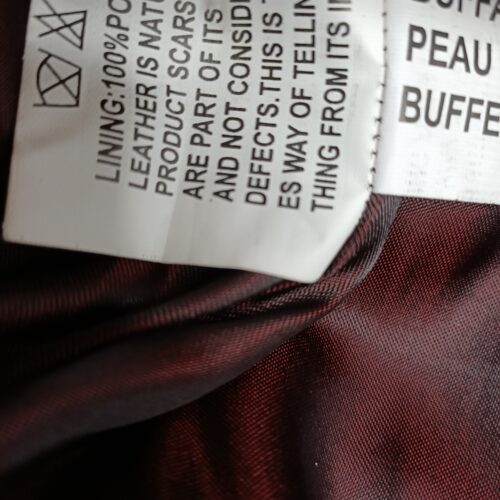 LINING:100%PO
LEATHER IS NATU
PRODUCT SCARS
ARE PART OF ITS
AND NOT CONSID
DEFECTS.THIS IS
ES WAY OF TELLIN
THING FROM ITS
PEAU
BUFFE